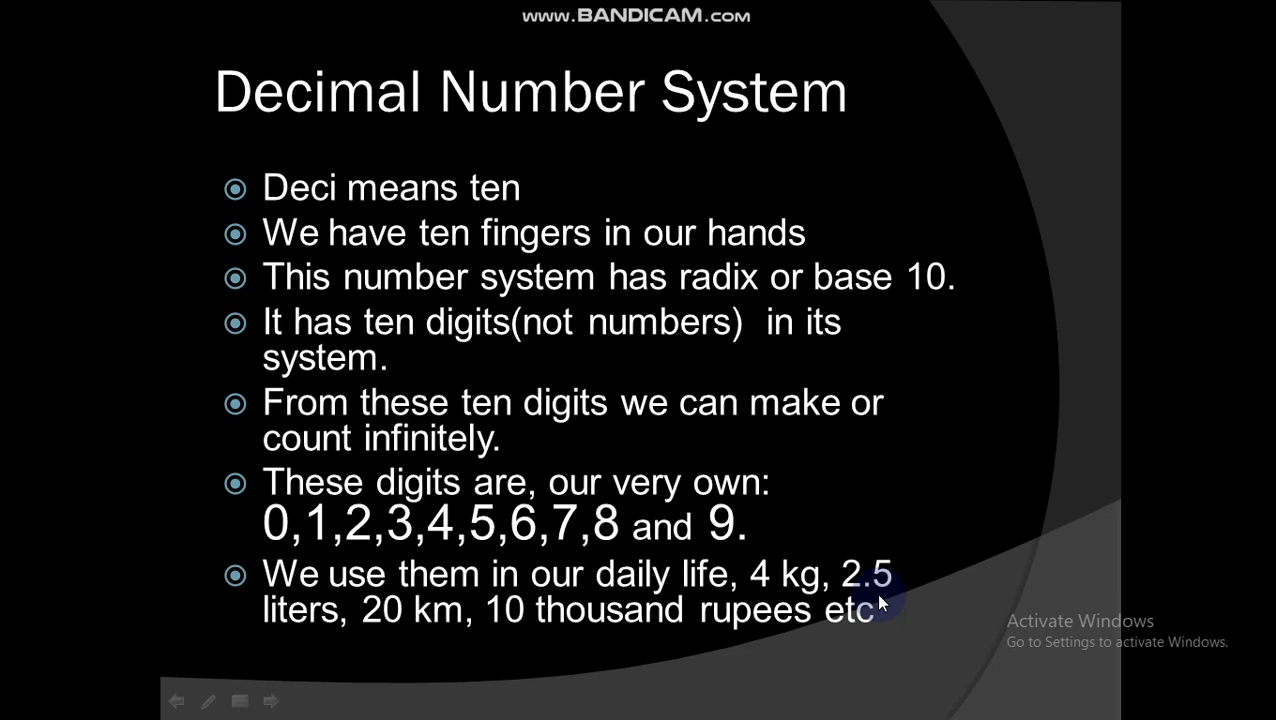 www.BANDICAM.com
Decimal Number System
Deci means ten
We have ten fingers in our hands
This number system has radix or base 10.
It has ten digits(not numbers)  in its
system.
From these ten digits we can make or
count infinitely.
These digits are, our very own:
0,1,2,3,4,5,6,7,8 and 9.
We use them in our daily life, 4 kg, 2.5
liters, 20 km, 10 thousand rupees etc
Activate Windows
Go to Settings to activate Windows.